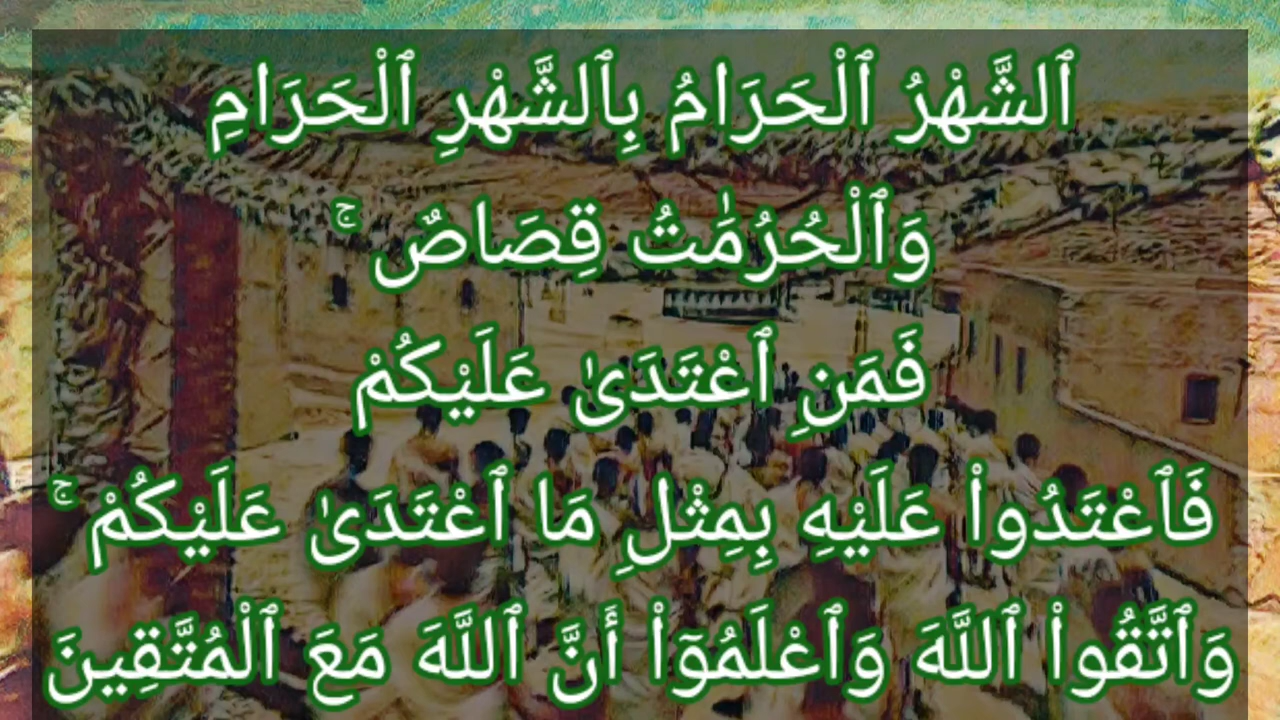 ٱلشَّهْرُ ٱلْحَرَامُ بِٱلشَّهْرِ ٱلْحَرَامِ
وَٱلْحُرُمَٰتُ قِصَاصٌ ۚ
فَمَنِ ٱعْتَدَىٰ عَلَيْكُمْ
فَٱعْتَدُوا۟ عَلَيْهِ بِمِثْلِ مَا ٱعْتَدَىٰ عَلَيْكُمْ ۚ
وَٱتَّقُوا۟ ٱللَّهَ وَٱعْلَمُوٓا۟ أَنَّ ٱللَّهَ مَعَ ٱلْمُتَّقِينَ